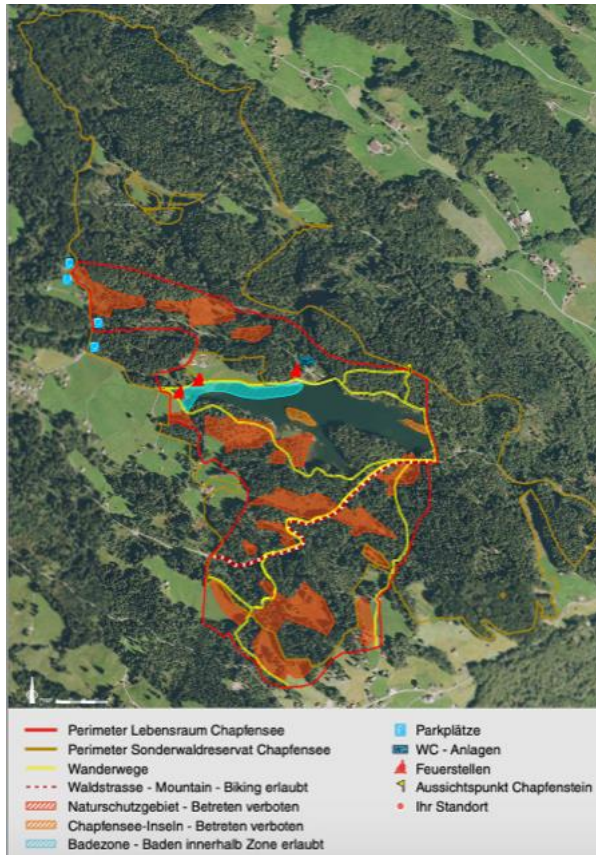 Perimeter Lebensraum Chapfensee
Perimeter Sonderwaldreservat Chapfensee
Wanderwege
Waldstrasse - Mountain - Biking erlaubt
Naturschutzgebiet - Betreten verboten
Chapfensee-Inseln - Betreten verboten
Badezone - Baden innerhalb Zone erlaubt
Parkplätze
WC - Anlagen
Feuerstellen
Aussichtspunkt Chapfenstein
Ihr Standort